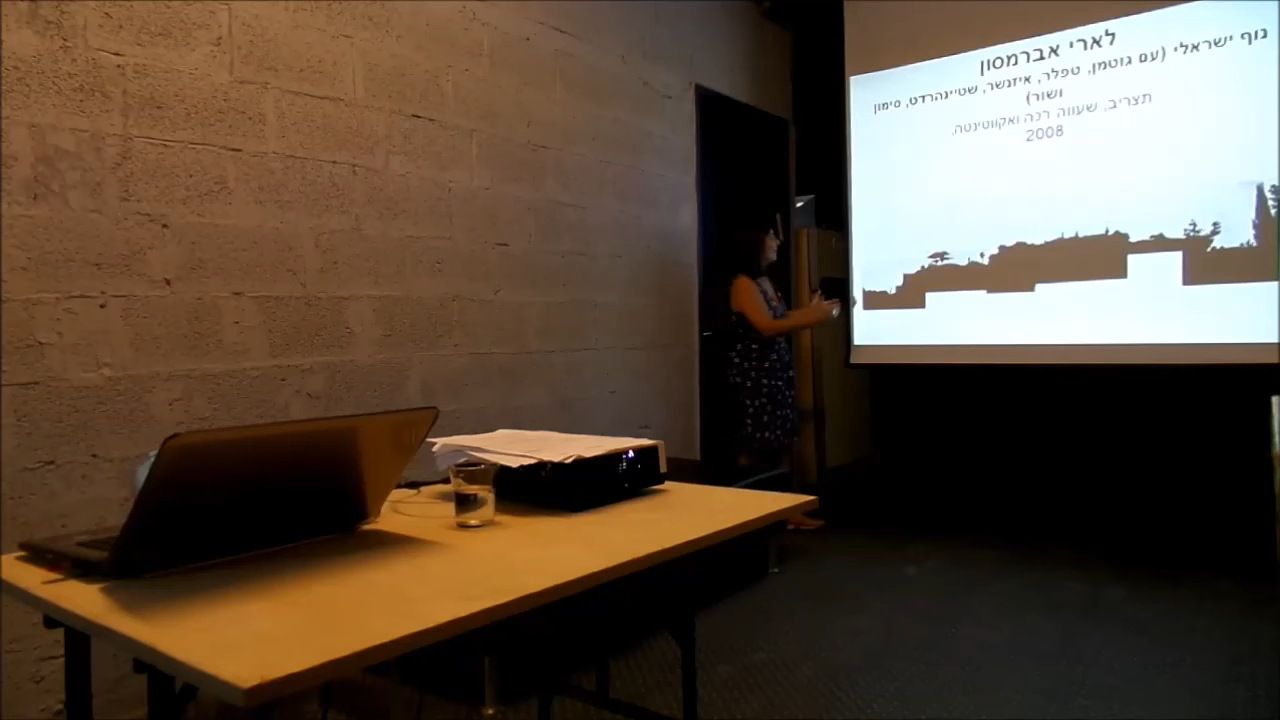 לארי אברמסון
נוף ישראלי (עם גוטמן, טפלר, איזנשר, שטיינהרדט, סימון
ושור)
תצריב, שעווה רכה ואקווטינטה,
2008